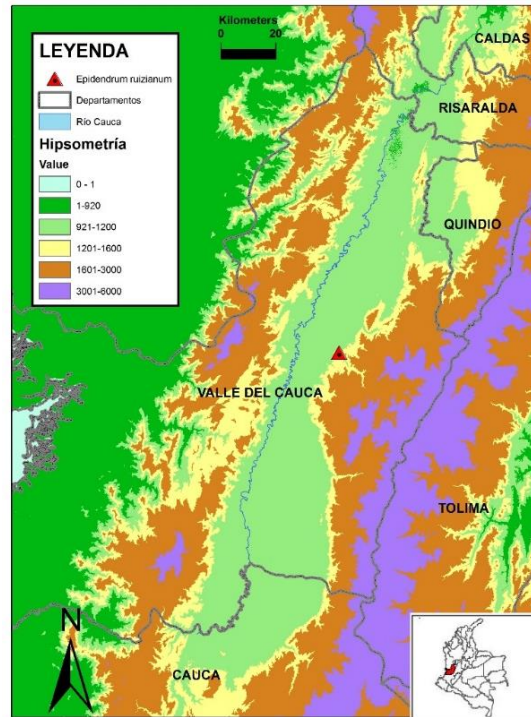 Kilometers
0 20
LEYENDA
Epidendrum ruizianum
Departamentos
Río Cauca
Hipsometría
Value
0 - 1
1-920
921-1200
1201-1600
1601-3000
3001-6000
CALDAS
RISARALDA
QUINDIO
VALLE DEL CAUCA
TOLIMA
N
CAUCA